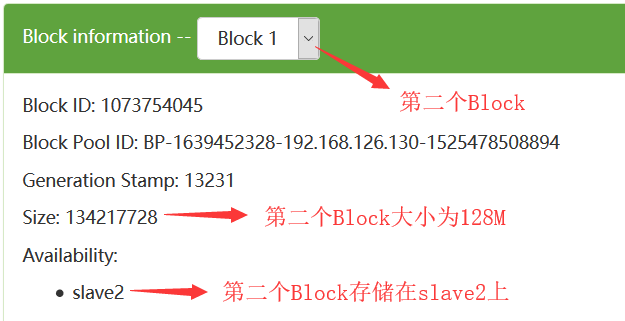 Block information -- Block 1
第二个Block
Block ID: 1073754045
Block Pool ID: BP-1639452328-192.168.126.130-1525478508894
Generation Stamp: 13231
Size: 134217728 第二个Block大小为128M
Availability:
• slave2 第二个Block存储在slave2上